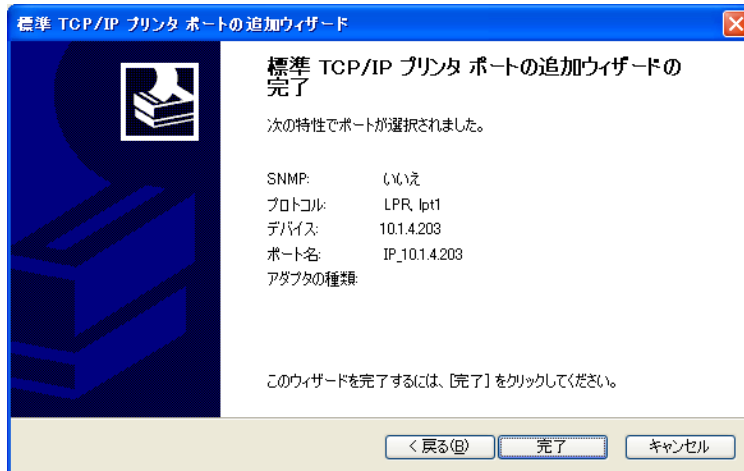 標準 TCP/IP プリンタ ポートの追加ウィザード
標準 TCP/IP プリンタ ポートの追加ウィザードの
完了
次の特性でポートが選択されました。
SNMP: いいえ
プロトコル: LPR, lpt1
デバイス: 10.1.4.203
ポート名: IP_10.1.4.203
アダプタの種類:
このウィザードを完了するには、[完了] をクリックしてください。
< 戻る(B) 完了 キャンセル